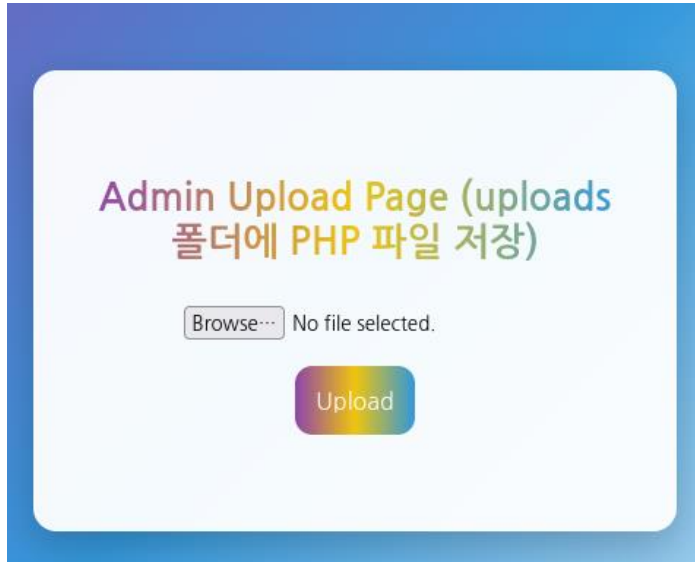 Admin Upload Page (uploads
폴더에 PHP 파일 저장)
Browse… No file selected.
Upload